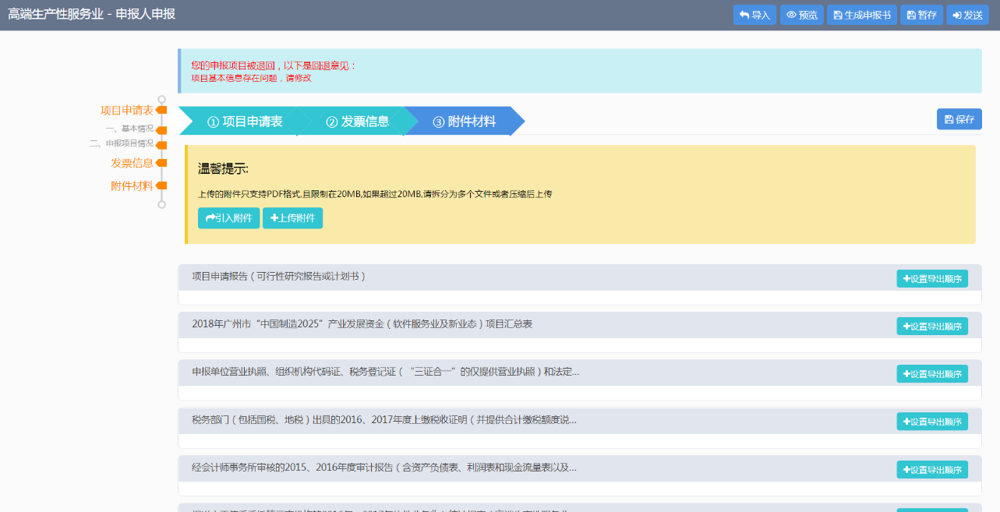 高端生产性服务业 - 申报人申报
导入
预览
生成申报书
暂存
发送
您的申报项目被退回，以下是回退意见：
项目基本信息存在问题，请修改
项目申请表
一、基本情况
二、申报项目情况
发票信息
附件材料
① 项目申请表
② 发票信息
③ 附件材料
保存
温馨提示:
上传的附件只支持PDF格式,且限制在20MB,如果超过20MB,请拆分为多个文件或者压缩后上传
引入附件
上传附件
项目申请报告（可行性研究报告或计划书）
设置导出顺序
2018年广州市“中国制造2025”产业发展资金（软件服务业及新业态）项目汇总表
设置导出顺序
申报单位营业执照、组织机构代码证、税务登记证（“三证合一”的仅提供营业执照）和法定...
设置导出顺序
税务部门（包括国税、地税）出具的2016、2017年度上缴税收证明（并提供合计缴税额度说...
设置导出顺序
经会计师事务所审核的2015、2016年度审计报告（含资产负债表、利润表和现金流量表以及...
设置导出顺序